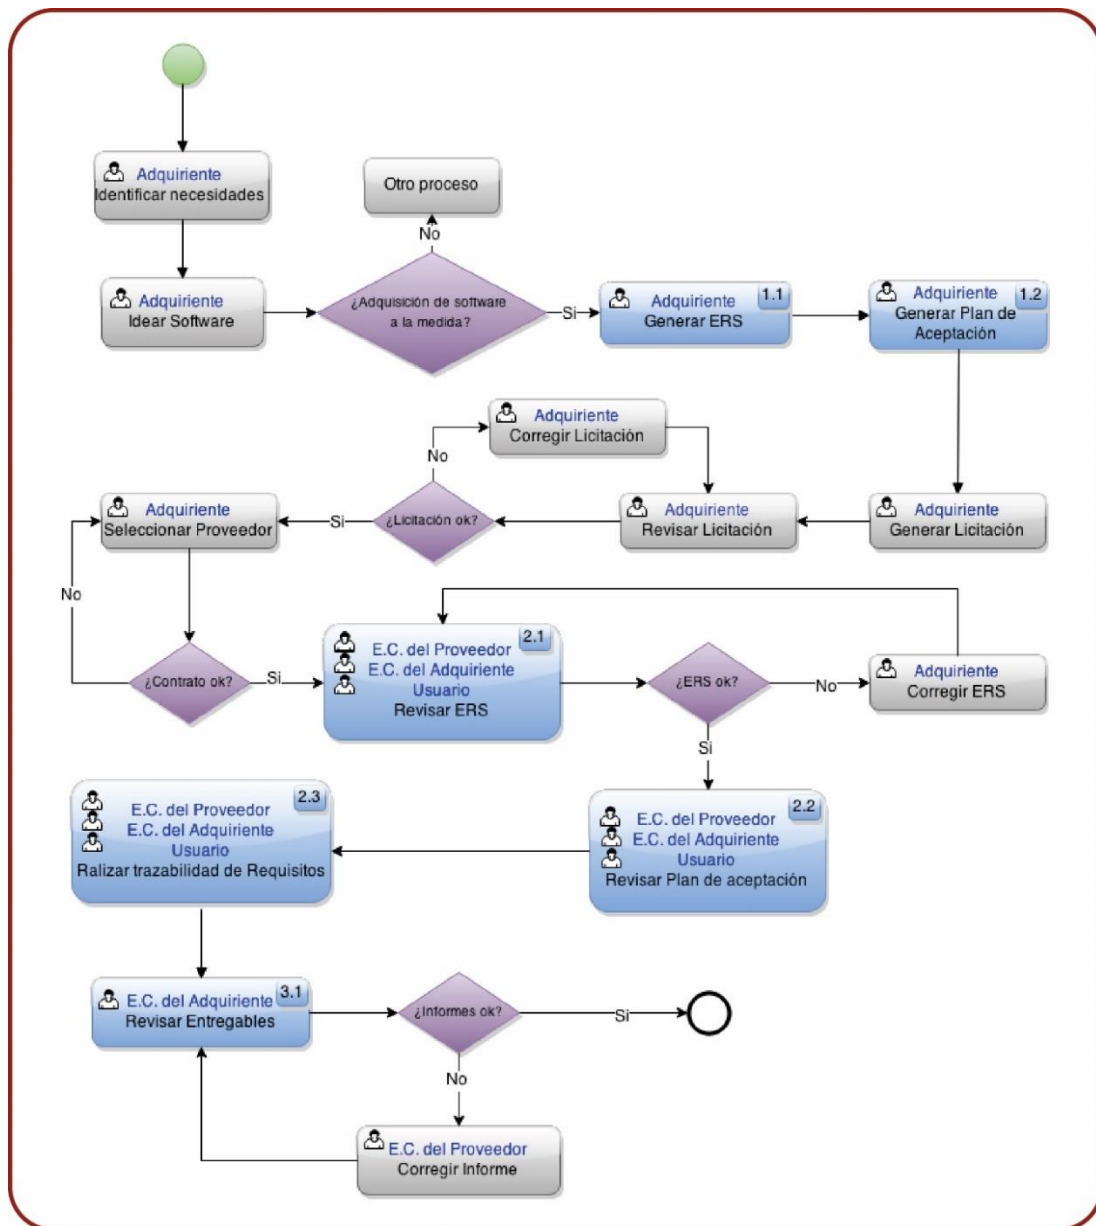 Adquiriente
Identificar necesidades
Otro proceso
No
Adquiriente
Idear Software
¿Adquisición de software
a la medida?
Si
Adquiriente
1.1
Generar ERS
Adquiriente
1.2
Generar Plan de
Aceptación
Adquiriente
Corregir Licitación
No
Adquiriente
Seleccionar Proveedor
Si
¿Licitación ok?
Adquiriente
Revisar Licitación
Adquiriente
Generar Licitación
No
¿Contrato ok?
Si
2.1
E.C. del Proveedor
E.C. del Adquiriente
Usuario
Revisar ERS
¿ERS ok?
No
Adquiriente
Corregir ERS
Si
2.3
E.C. del Proveedor
E.C. del Adquiriente
Usuario
Ralizar trazabilidad de Requisitos
2.2
E.C. del Proveedor
E.C. del Adquiriente
Usuario
Revisar Plan de aceptación
E.C. del Adquiriente
3.1
Revisar Entregables
¿Informes ok?
Si
No
E.C. del Proveedor
Corregir Informe